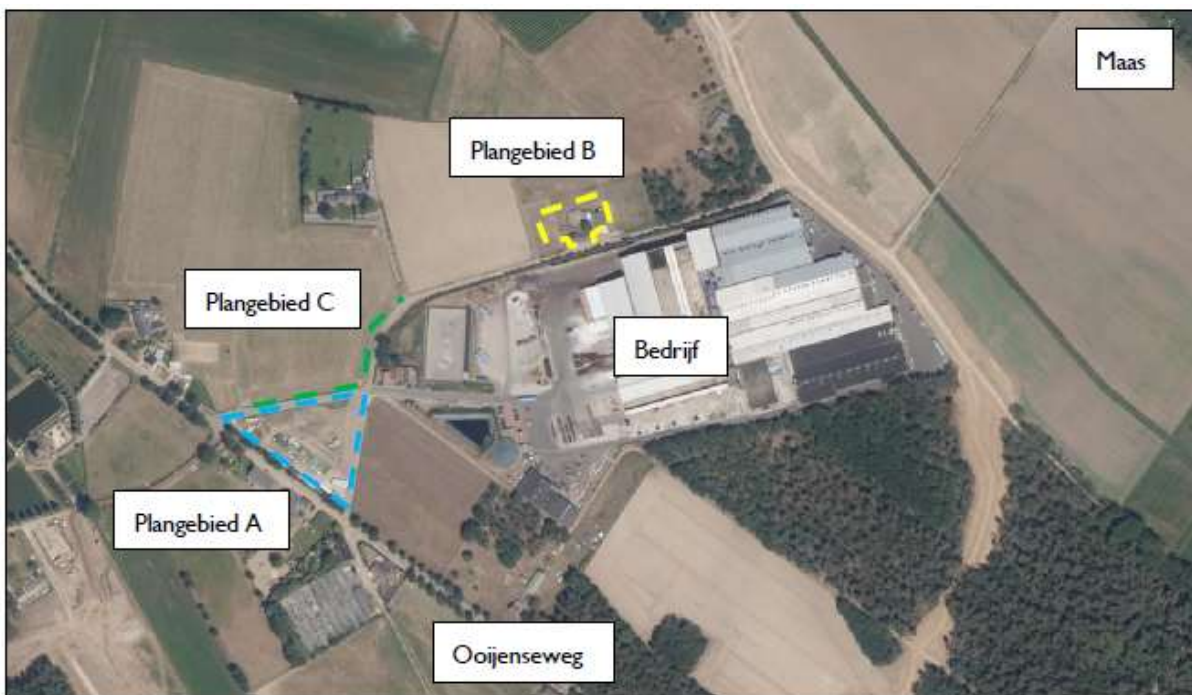 Maas
Plangebied B
Plangebied C
Bedrijf
Plangebied A
Ooijenseweg